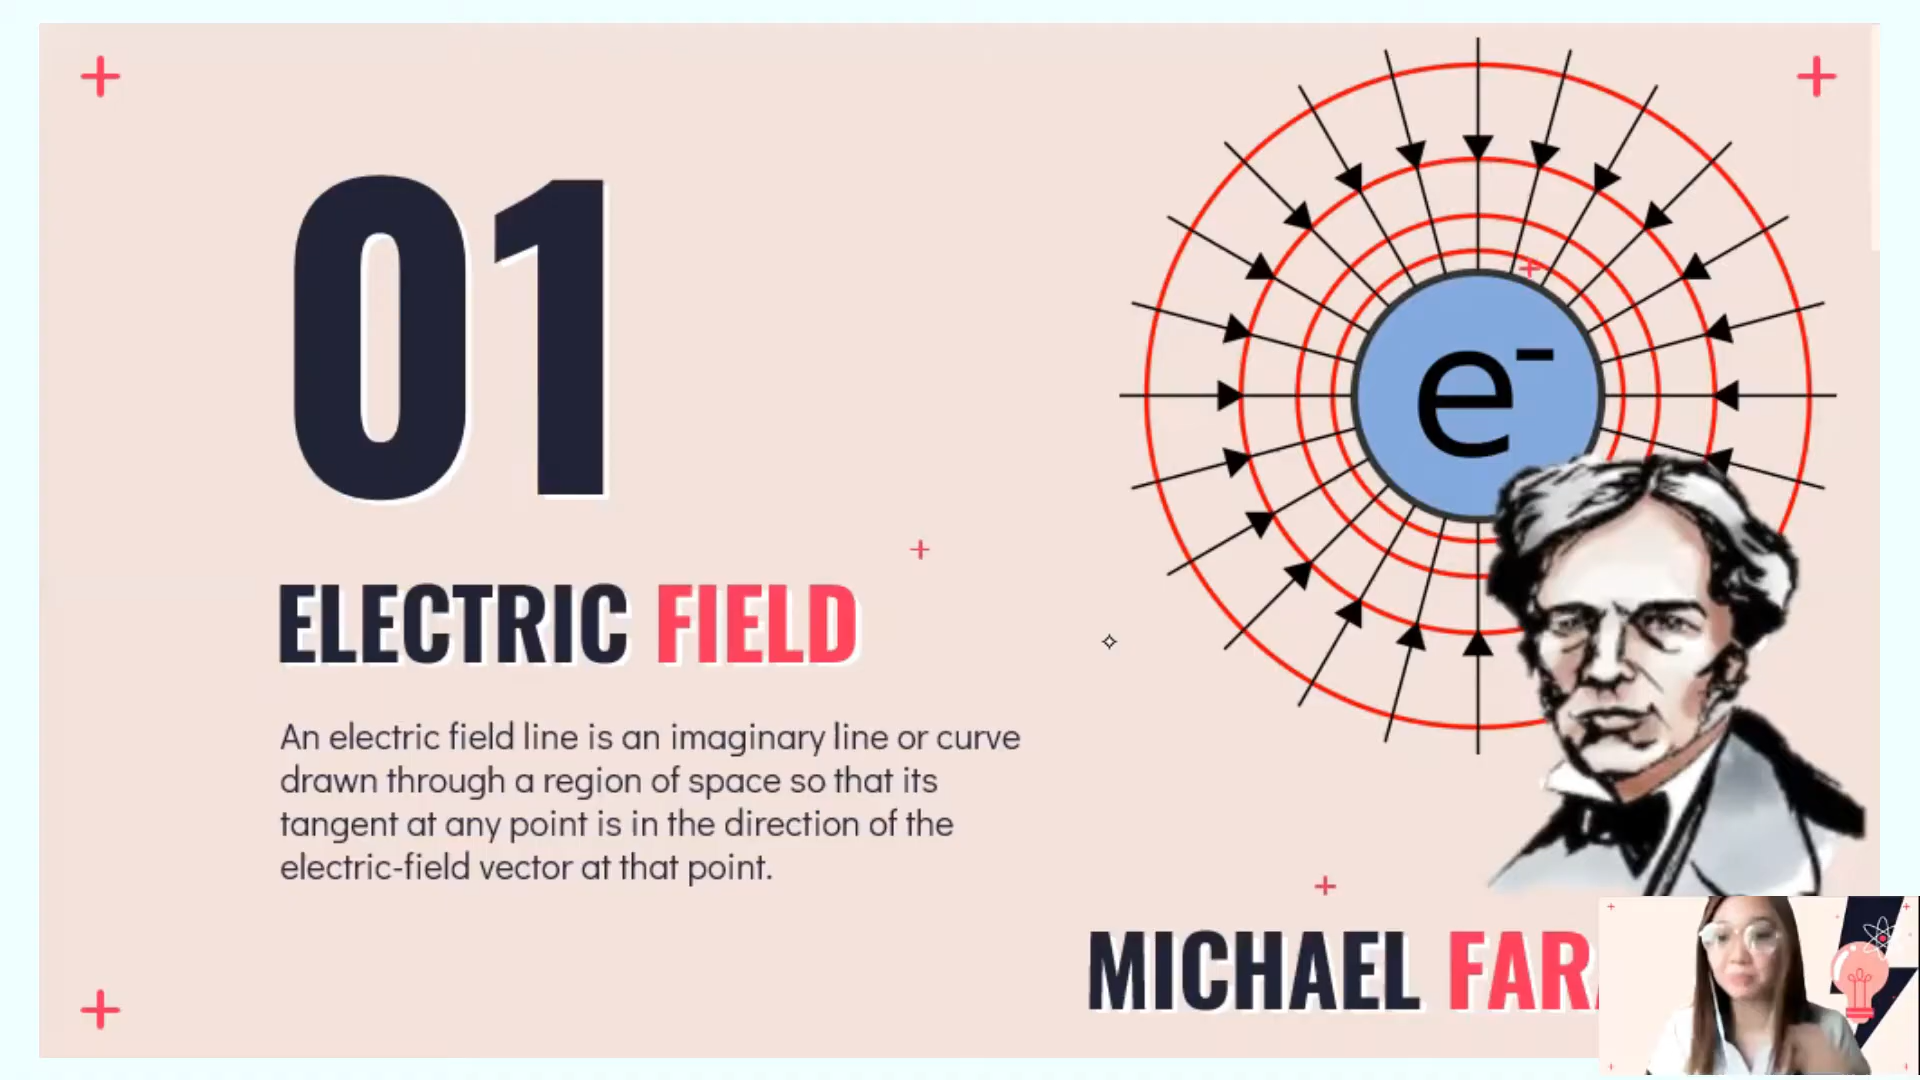 01
ELECTRIC FIELD
An electric field line is an imaginary line or curve
drawn through a region of space so that its
tangent at any point is in the direction of the
electric-field vector at that point.
e⁻
MICHAEL